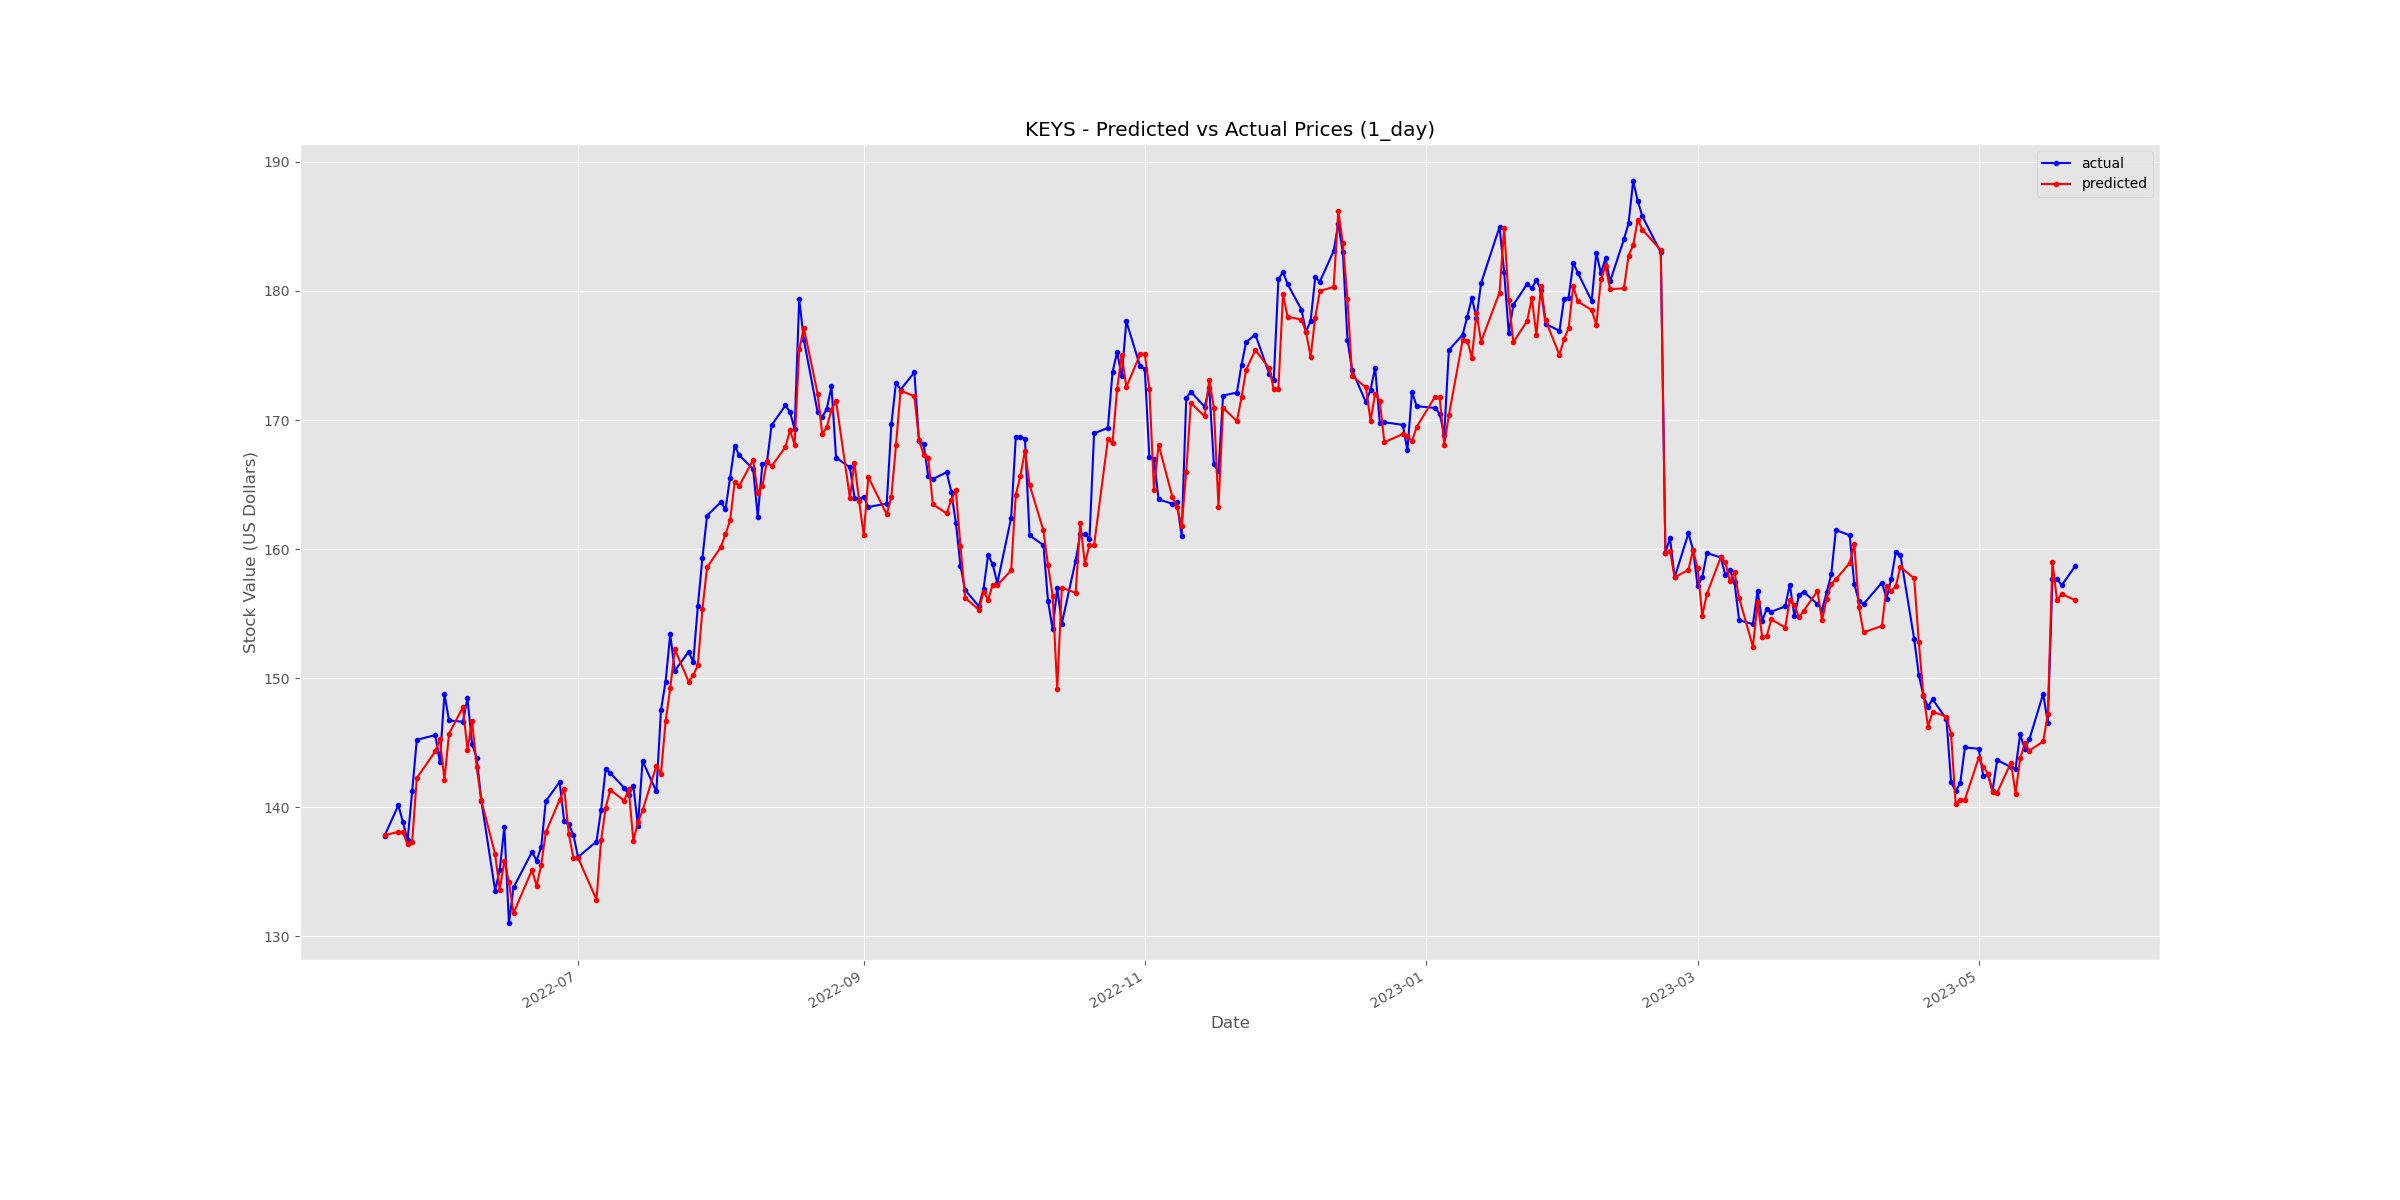 KEYS - Predicted vs Actual Prices (1_day)
actual
predicted
190
180
170
160
150
140
130
Stock Value (US Dollars)
2022-07
2022-09
2022-11
2023-01
2023-03
2023-05
Date